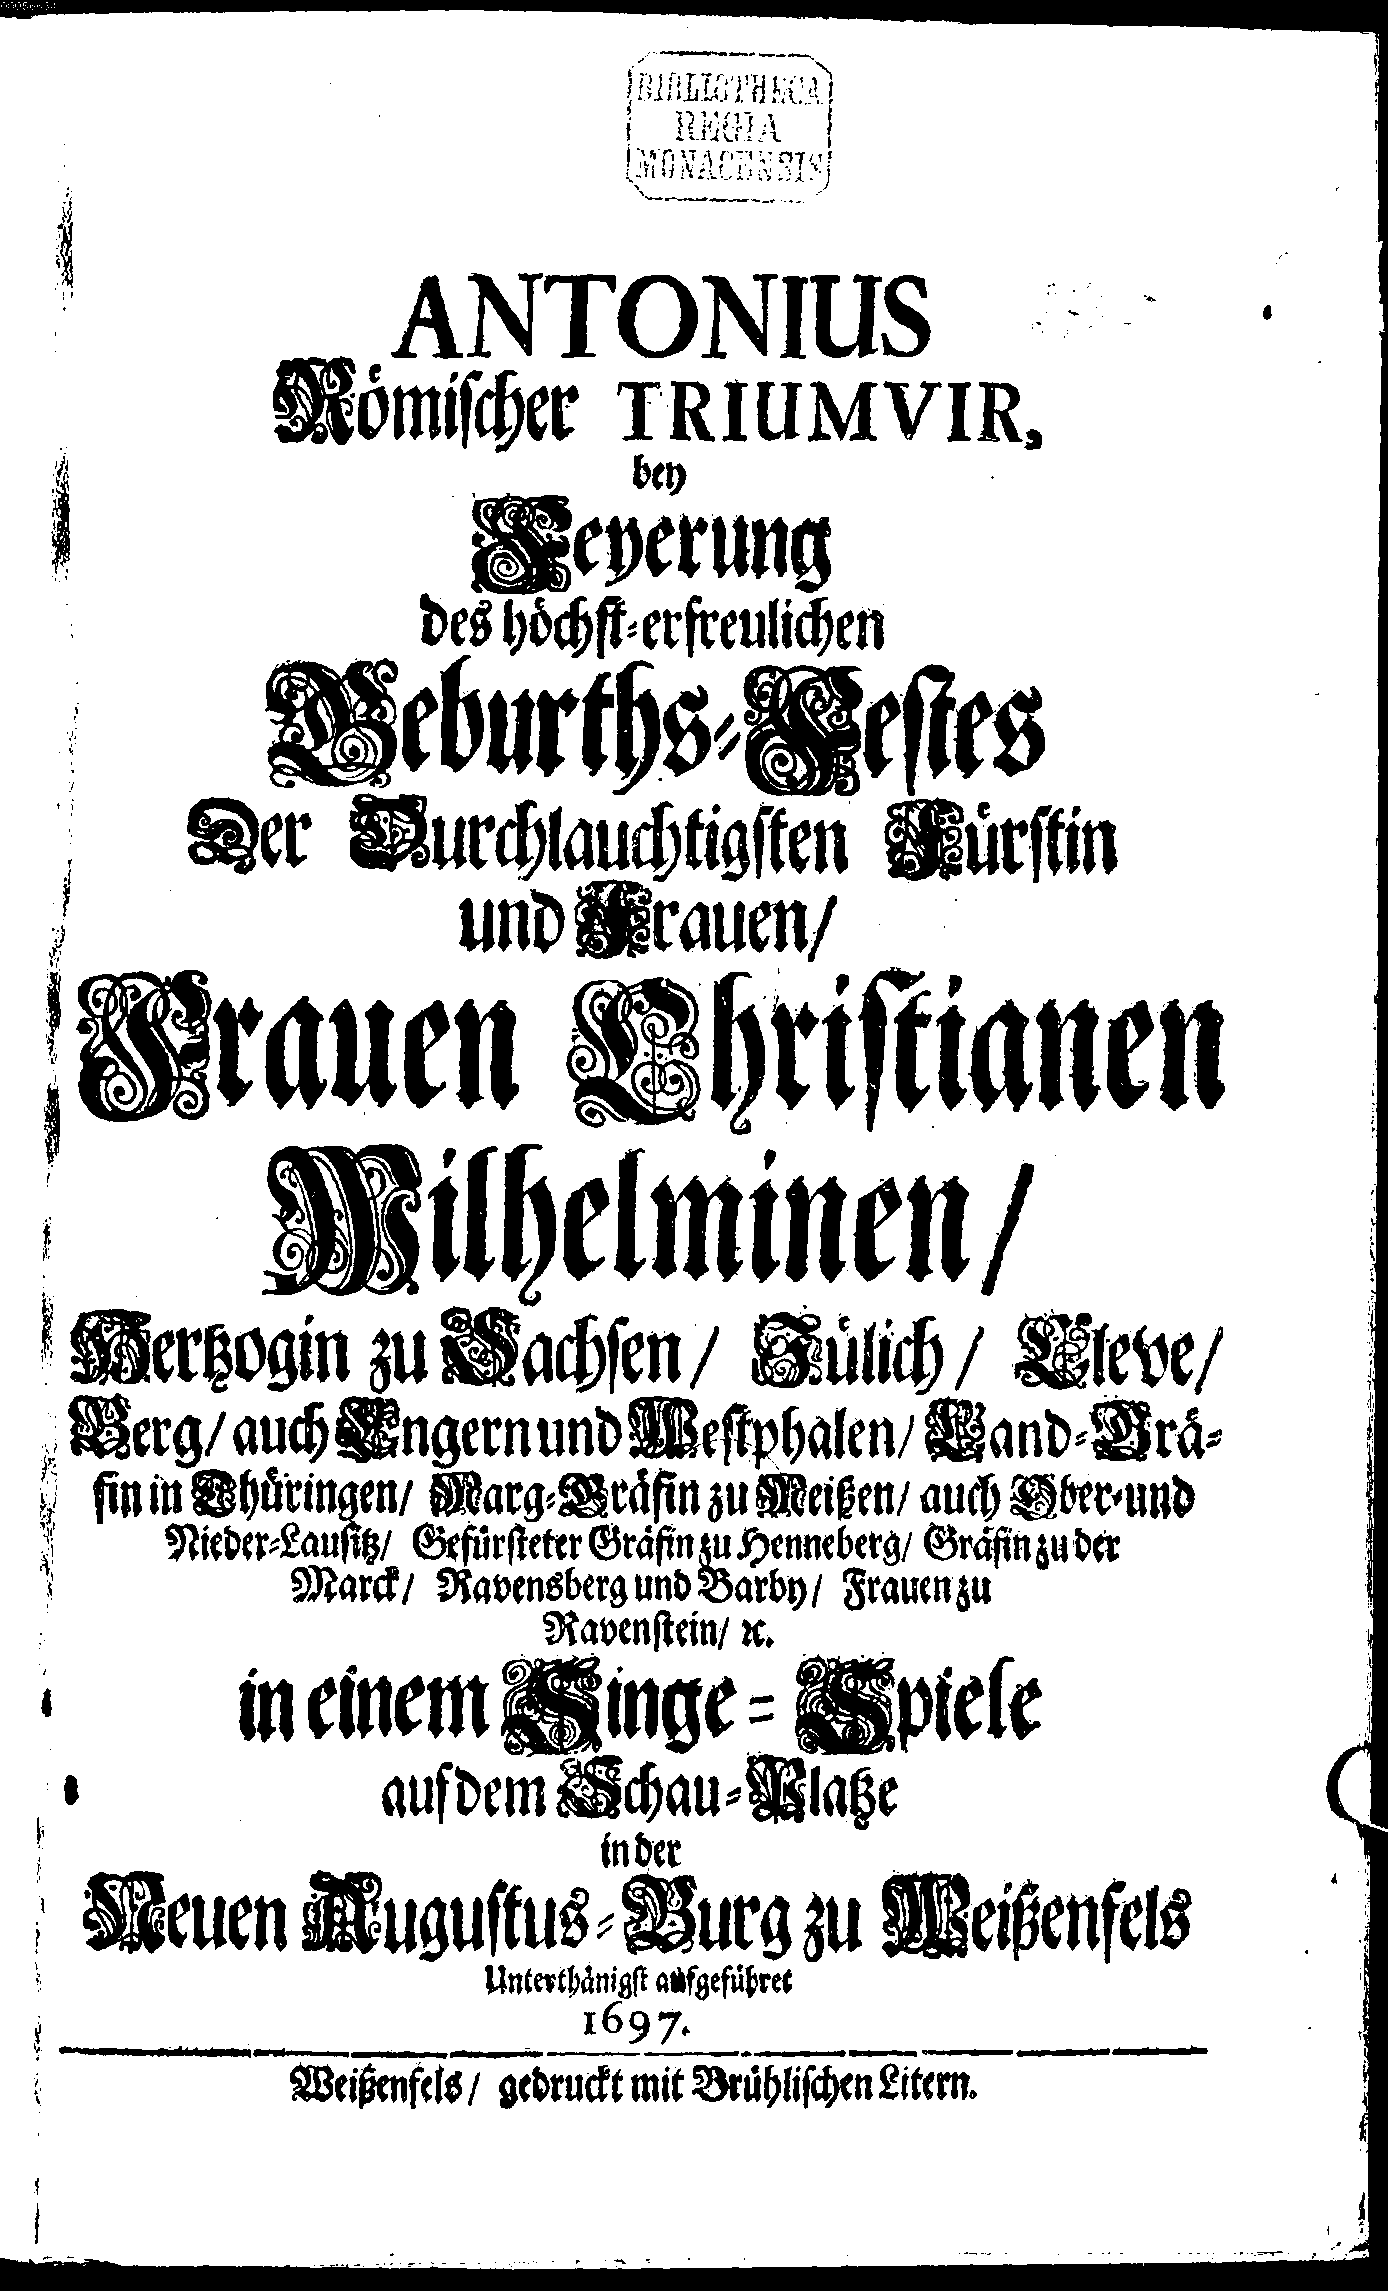 BIBLIOTHECA
REGIA
MONACENSIS
ANTONIUS
Römischer TRIUMVIR,
bey
Feyerung
des höchst-erfreulichen
Geburths-Festes
Der Durchlauchtigsten Fürstin
und Frauen/
Frauen Christianen
Wilhelminen/
Hertzogin zu Sachsen/ Jülich/ Cleve/
Berg/ auch Engern und Westphalen/ Land-Grä-
fin in Thüringen/ Marg-Gräfin zu Meißen/ auch Ober-und
Nieder-Lausitz/ Gefürsteter Gräfin zu Henneberg/ Gräfin zu der
Marck/ Ravensberg und Barby/ Frauen zu
Ravenstein/ ꝛc.
in einem Singe-Spiele
auf dem Schau-Platze
in der
Neuen Augustus-Burg zu Weißenfels
Unterthänigst aufgeführet
1697.
Weißenfels/ gedruckt mit Brühlischen Litern.